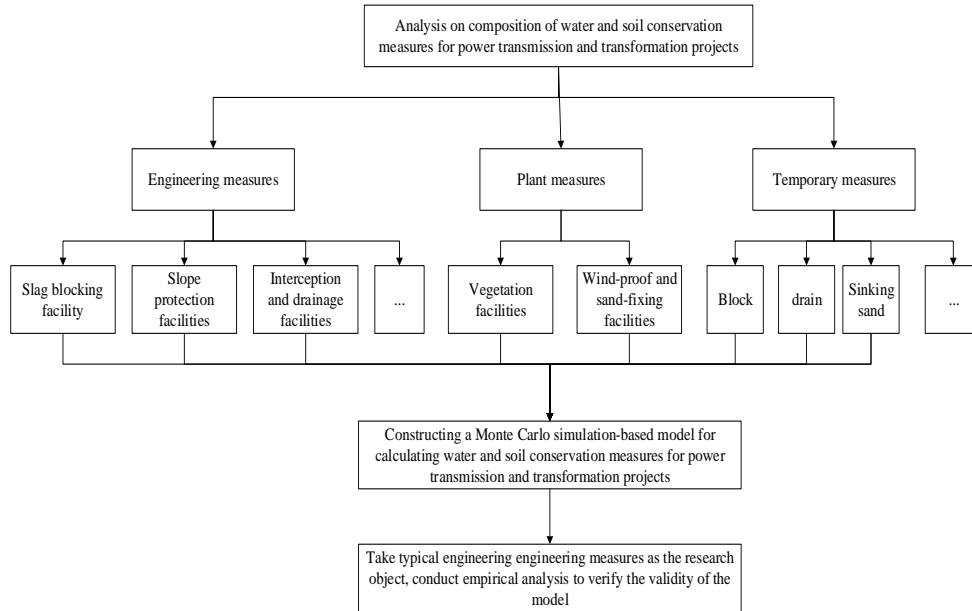 Analysis on composition of water and soil conservation
measures for power transmission and transformation projects
Engineering measures
Plant measures
Temporary measures
Slag blocking
facility
Slope
protection
facilities
Interception
and drainage
facilities
...
Vegetation
facilities
Wind-proof and
sand-fixing
facilities
Block
drain
Sinking
sand
...
Constructing a Monte Carlo simulation-based model for
calculating water and soil conservation measures for power
transmission and transformation projects
Take typical engineering engineering measures as the research
object, conduct empirical analysis to verify the validity of the
model